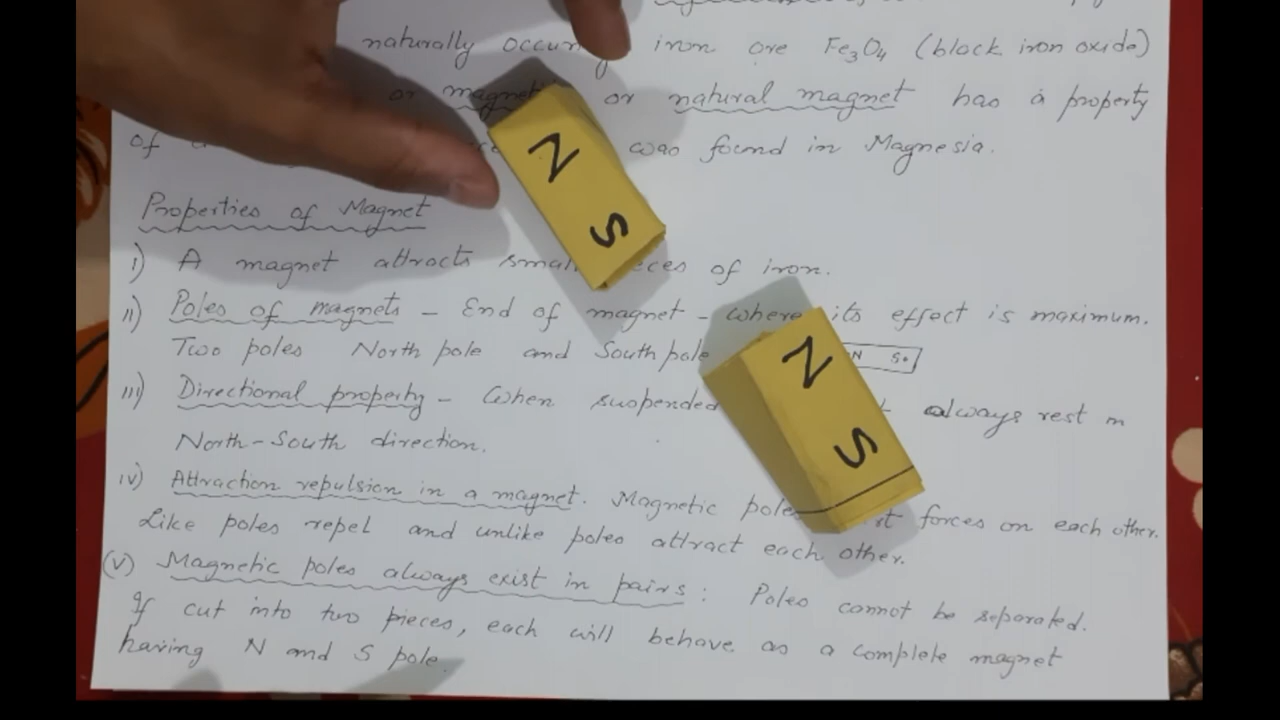 naturally occurin iron ore Fe3O4 (black iron oxide)
or magnet or natural magnet has a property
of was found in Magnesia.
Properties of Magnet
i) A magnet attracts small pieces of iron.
ii) Poles of magnets - End of magnet - where its effect is maximum.
Two poles North pole and South pole N S
iii) Directional property - When suspended always rest in
North-South direction.
iv) Attraction repulsion in a magnet. Magnetic poles forces on each other.
Like poles repel and unlike poles attract each other.
(v) Magnetic poles always exist in pairs : Poles cannot be separated.
If cut into two pieces, each will behave as a complete magnet
having N and S pole.
N
S
N
S